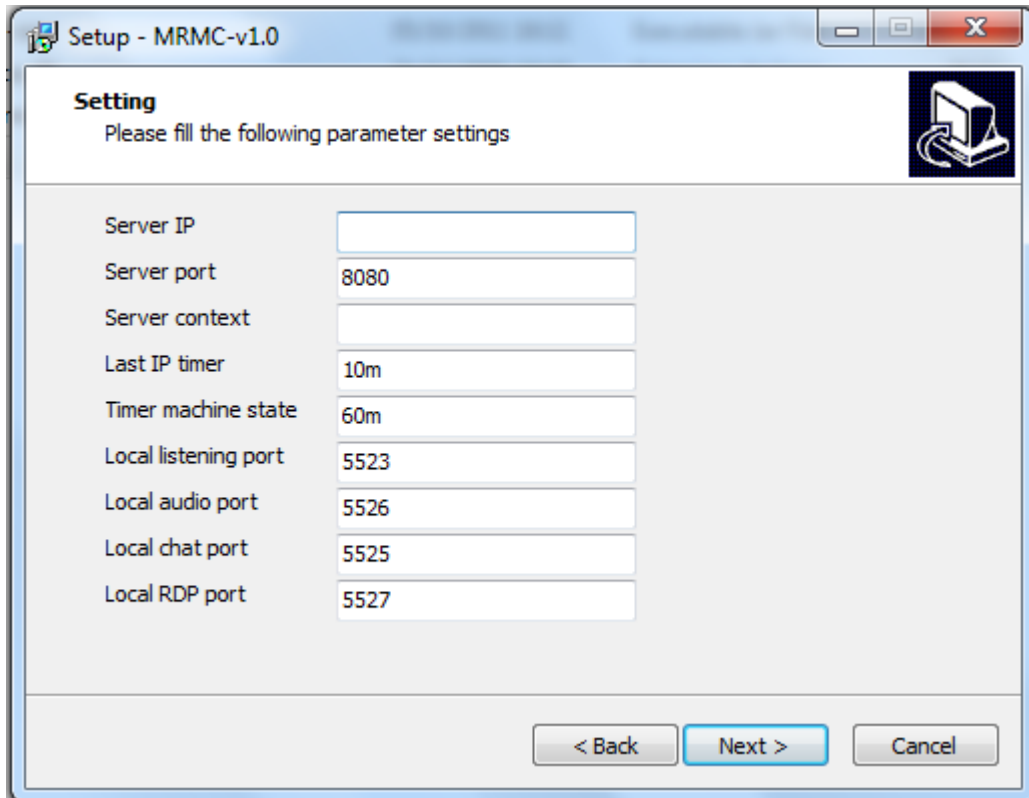 Setup - MRMC-v1.0
Setting
Please fill the following parameter settings
Server IP
Server port 8080
Server context
Last IP timer 10m
Timer machine state 60m
Local listening port 5523
Local audio port 5526
Local chat port 5525
Local RDP port 5527
< Back Next > Cancel